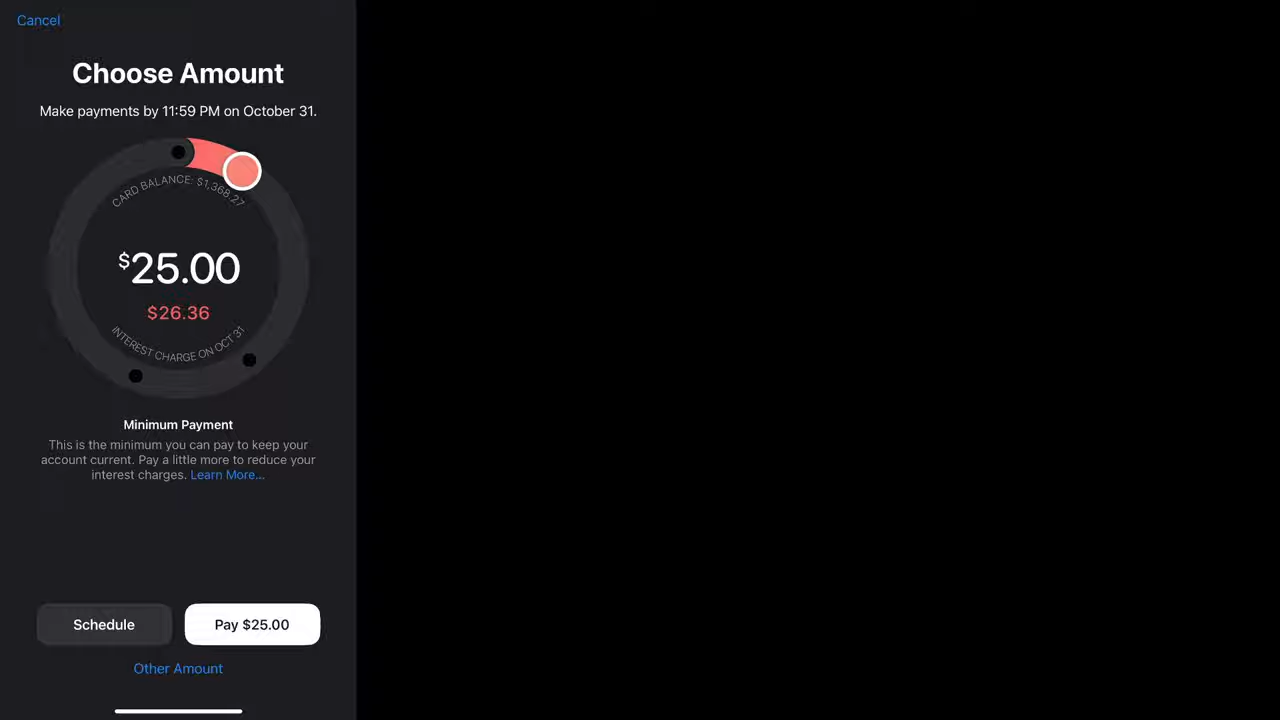 Cancel
Choose Amount
Make payments by 11:59 PM on October 31.
CARD BALANCE: $1,368.27
$25.00
$26.36
INTEREST CHARGE ON OCT 31
Minimum Payment
This is the minimum you can pay to keep your
account current. Pay a little more to reduce your
interest charges. Learn More...
Schedule
Pay $25.00
Other Amount